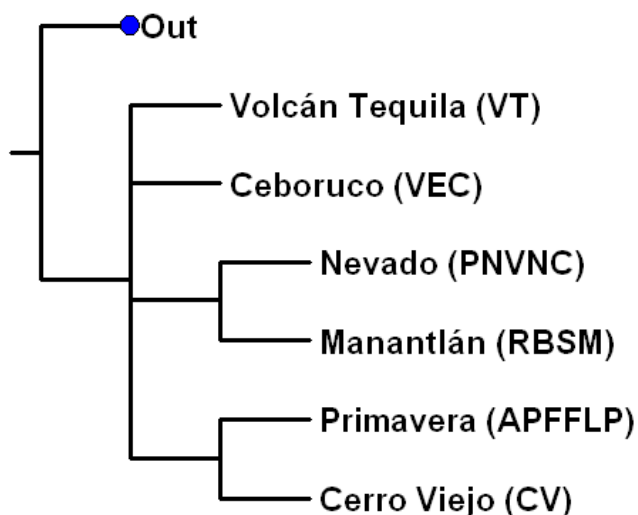 Out
Volcán Tequila (VT)
Ceboruco (VEC)
Nevado (PNVNC)
Manantlán (RBSM)
Primavera (APFFLP)
Cerro Viejo (CV)